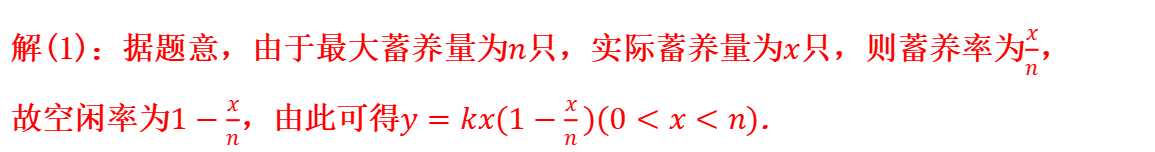 解(1)：据题意，由于最大蓄养量为n只，实际蓄养量为x只，则蓄养率为x/n，
故空闲率为1 − x/n，由此可得y = kx(1 − x/n)(0 < x < n)．